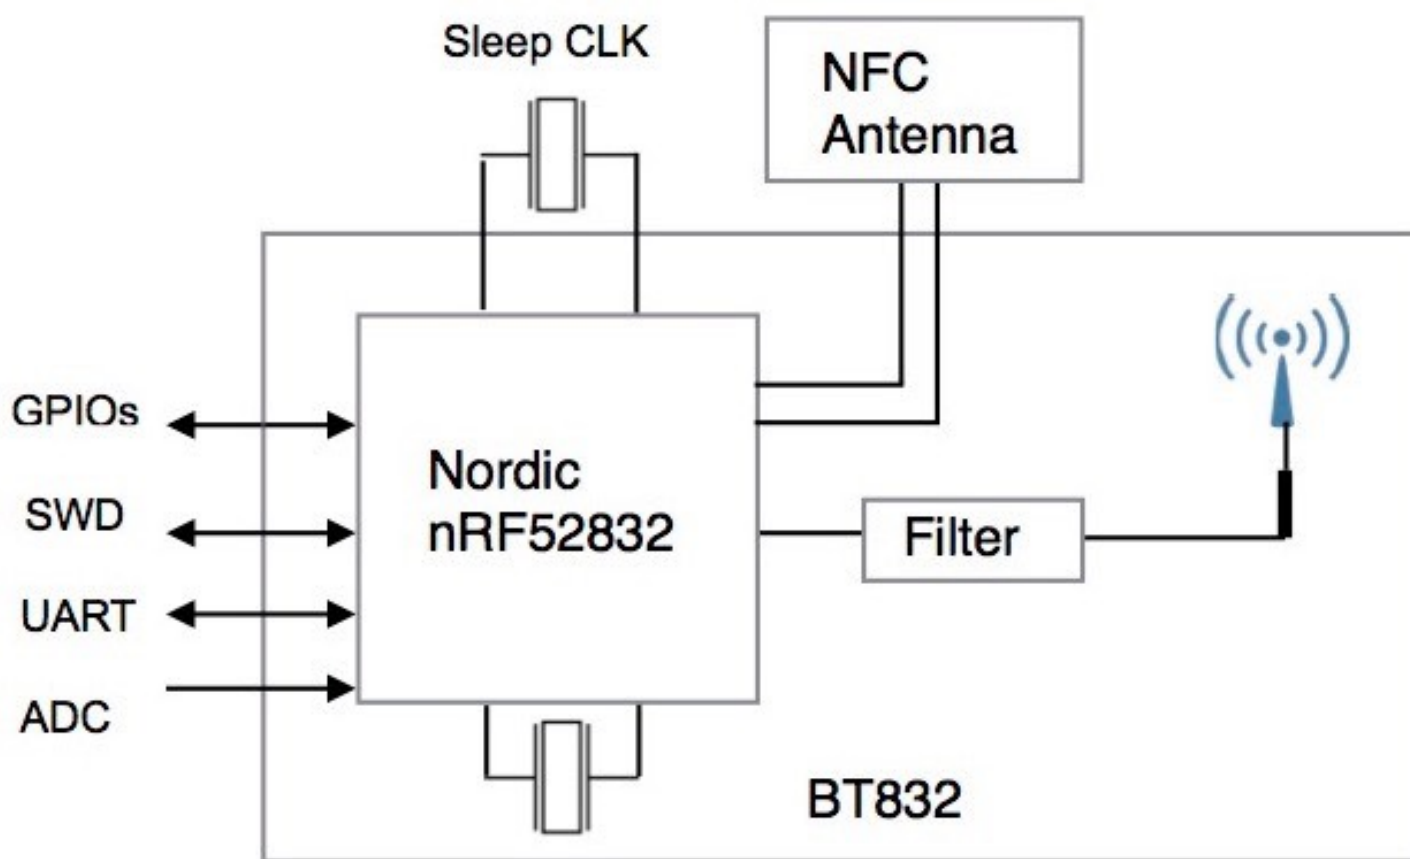 Sleep CLK
NFC
Antenna
GPIOs
SWD
UART
ADC
Nordic
nRF52832
Filter
BT832